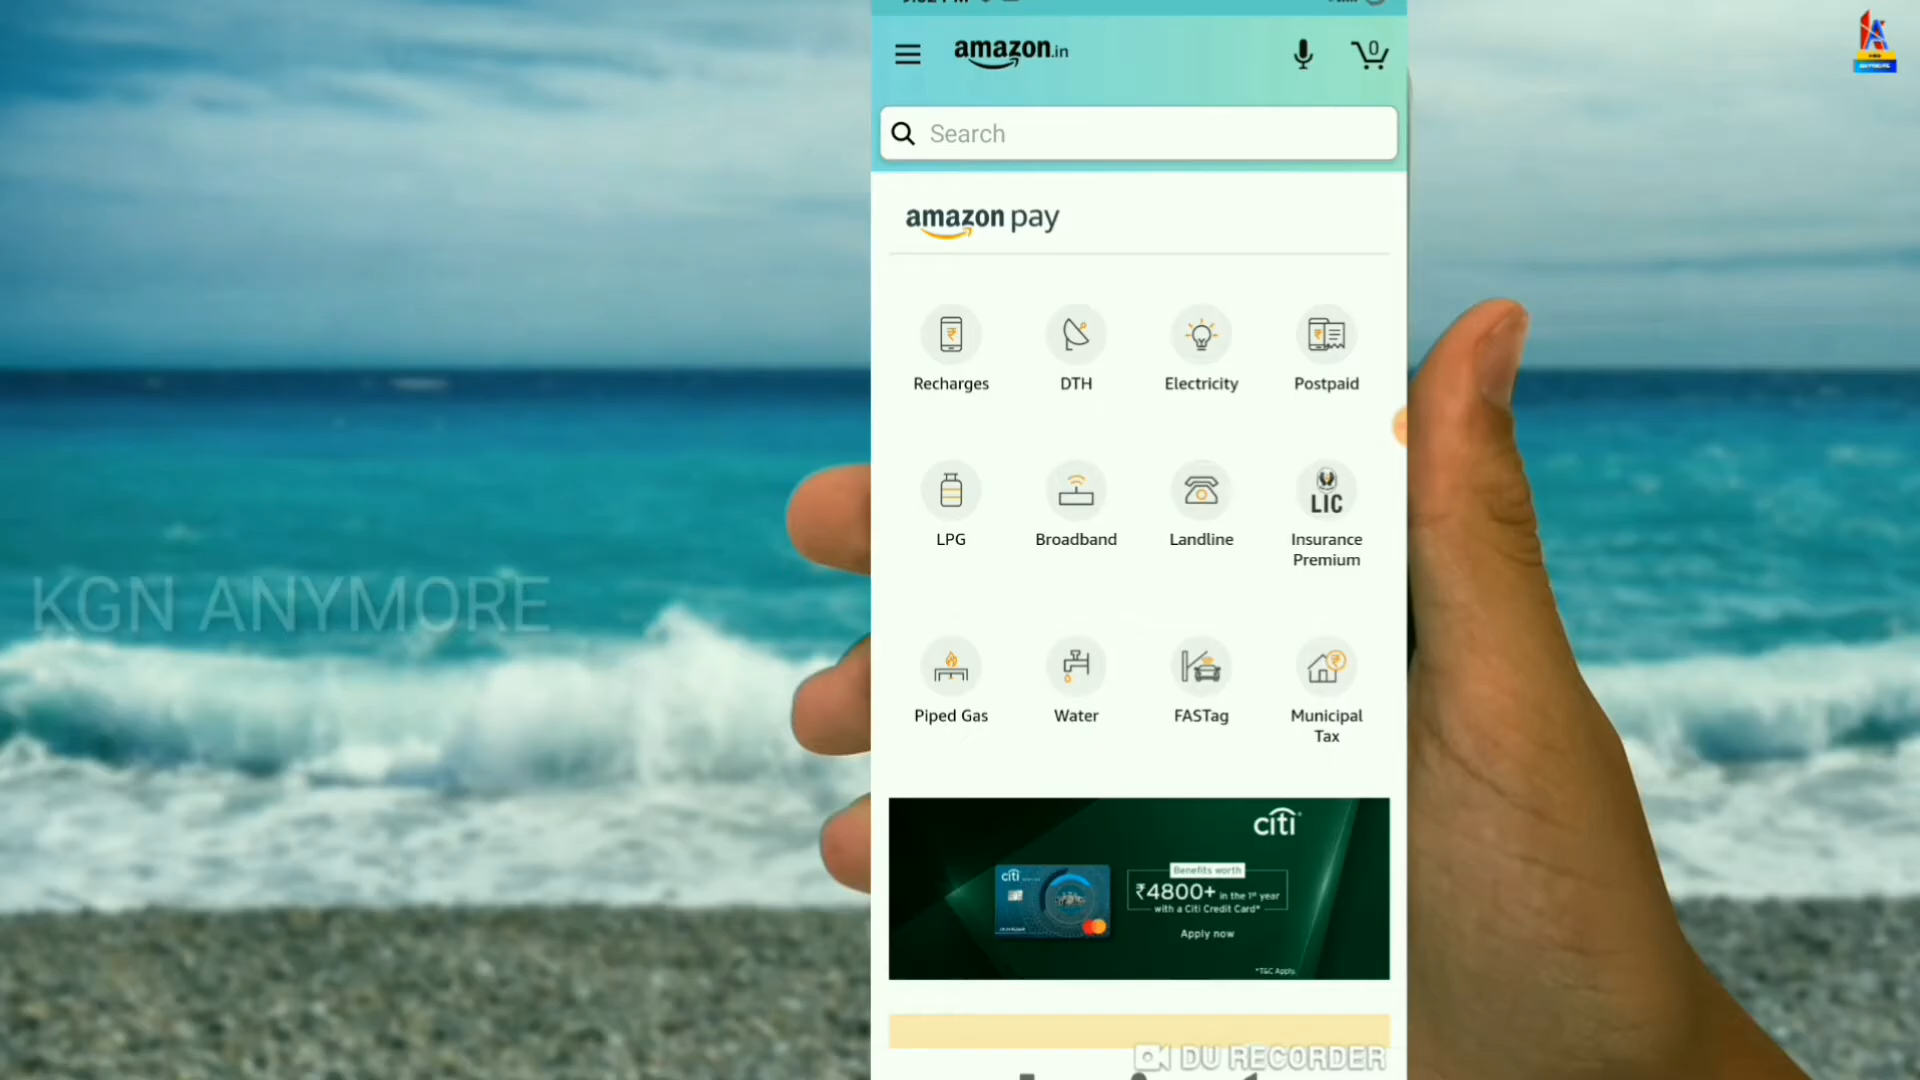 amazon.in
0
Search
amazon pay
Recharges
DTH
Electricity
Postpaid
LPG
Broadband
Landline
LIC
Insurance
Premium
Piped Gas
Water
FASTag
Municipal
Tax
KGN ANYMORE
citi
citi
Benefits worth
₹4800+ in the 1st year
with a Citi Credit Card*
Apply now
*T&C Apply.
DU RECORDER